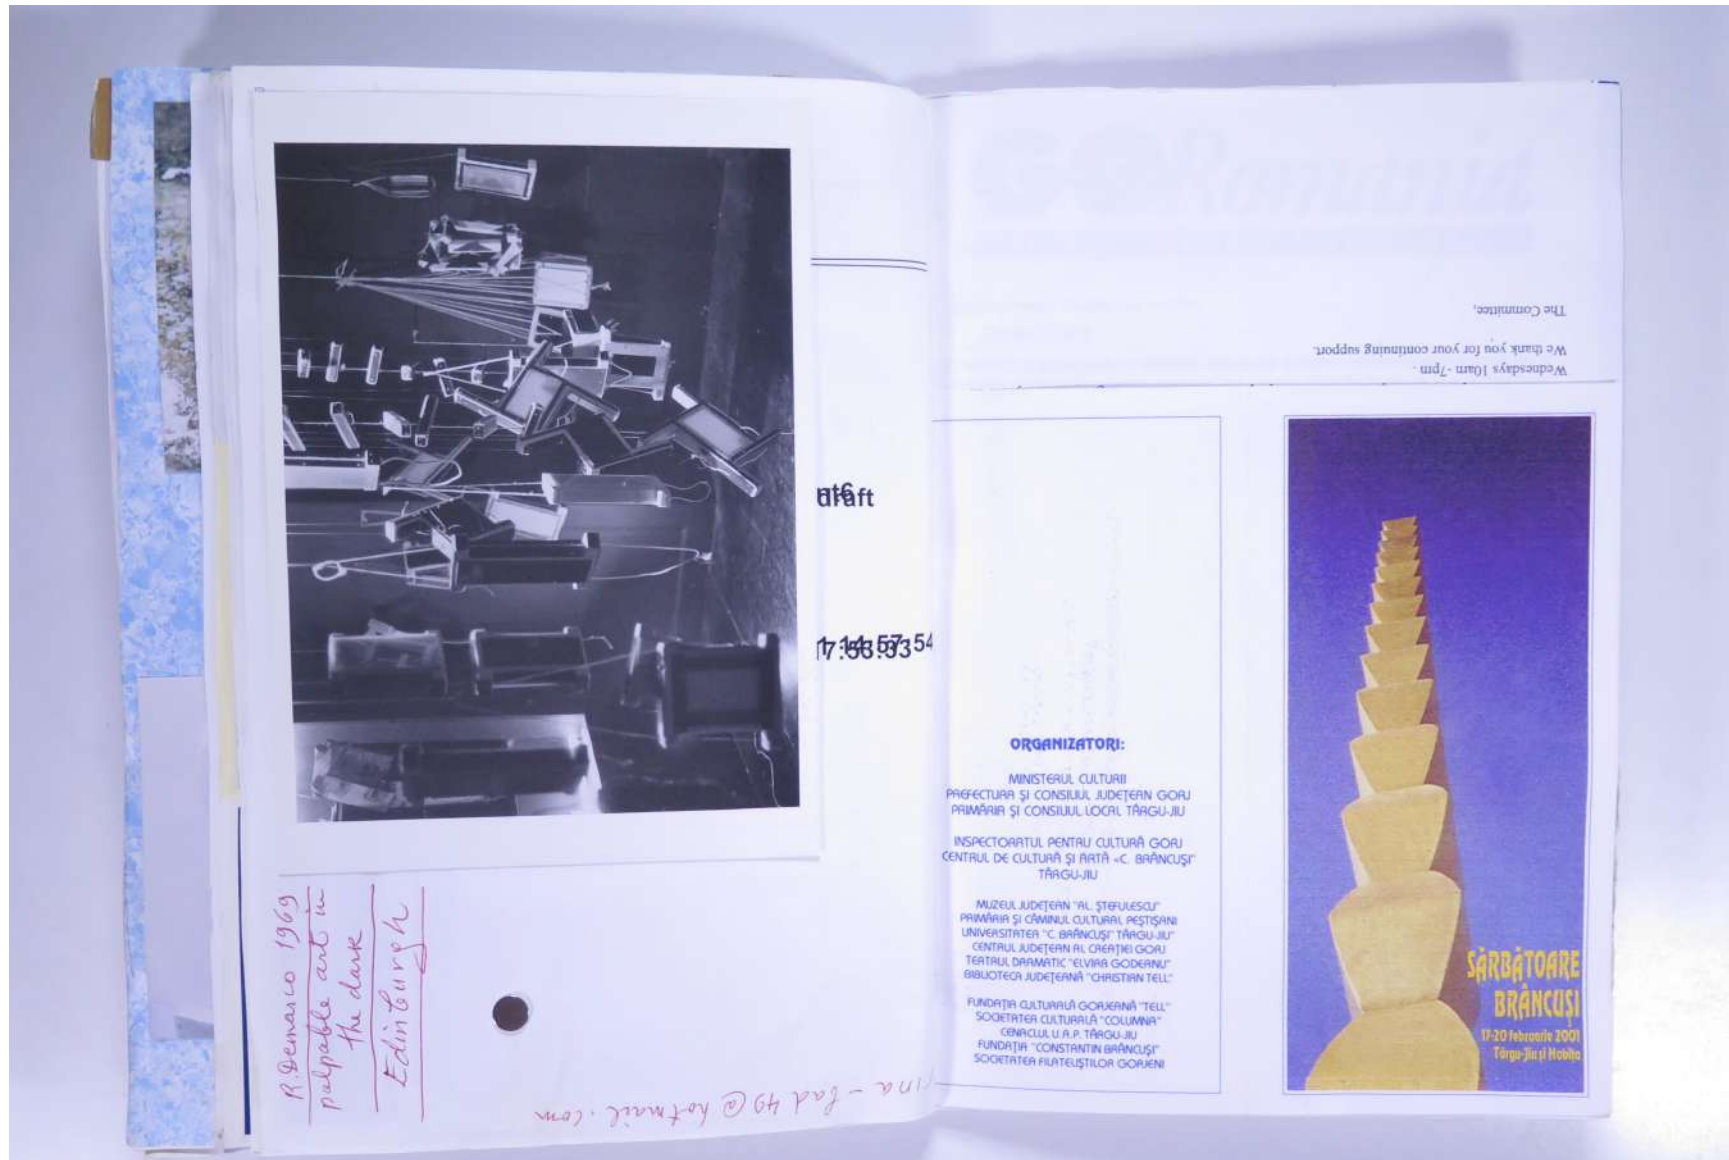 R. Demarco 1969
palpable art in
the dark
Edinburgh
draft
54
fad 49@hotmail.com
The Committee,
We thank you for your continuing support.
Wednesdays 10am -7pm .
ORGANIZATORI:
MINISTERUL CULTURII
PREFECTURA ŞI CONSILIUL JUDEŢEAN GORJ
PRIMĂRIA ŞI CONSILIUL LOCAL TÂRGU-JIU
INSPECTORATUL PENTRU CULTURĂ GORJ
CENTRUL DE CULTURĂ ŞI ARTĂ «C. BRÂNCUŞI"
TÂRGU-JIU
MUZEUL JUDEŢEAN "AL. ŞTEFULESCU"
PRIMĂRIA ŞI CĂMINUL CULTURAL PEŞTIŞANI
UNIVERSITATEA "C. BRÂNCUŞI" TÂRGU-JIU"
CENTRUL JUDEŢEAN AL CREAŢIEI GORJ
TEATRUL DRAMATIC "ELVIRA GODEANU"
BIBLIOTECA JUDEŢEANĂ "CHRISTIAN TELL"
FUNDAŢIA CULTURALĂ GORJEANĂ "TELL"
SOCIETATEA CULTURALĂ "COLUMNA"
CENACLUL U.A.P. TÂRGU-JIU
FUNDAŢIA "CONSTANTIN BRÂNCUŞI"
SOCIETATEA FILATELIŞTILOR GORJENI
SĂRBĂTOARE
BRÂNCUŞI
17-20 februarie 2001
Târgu-Jiu şi Hobiţa